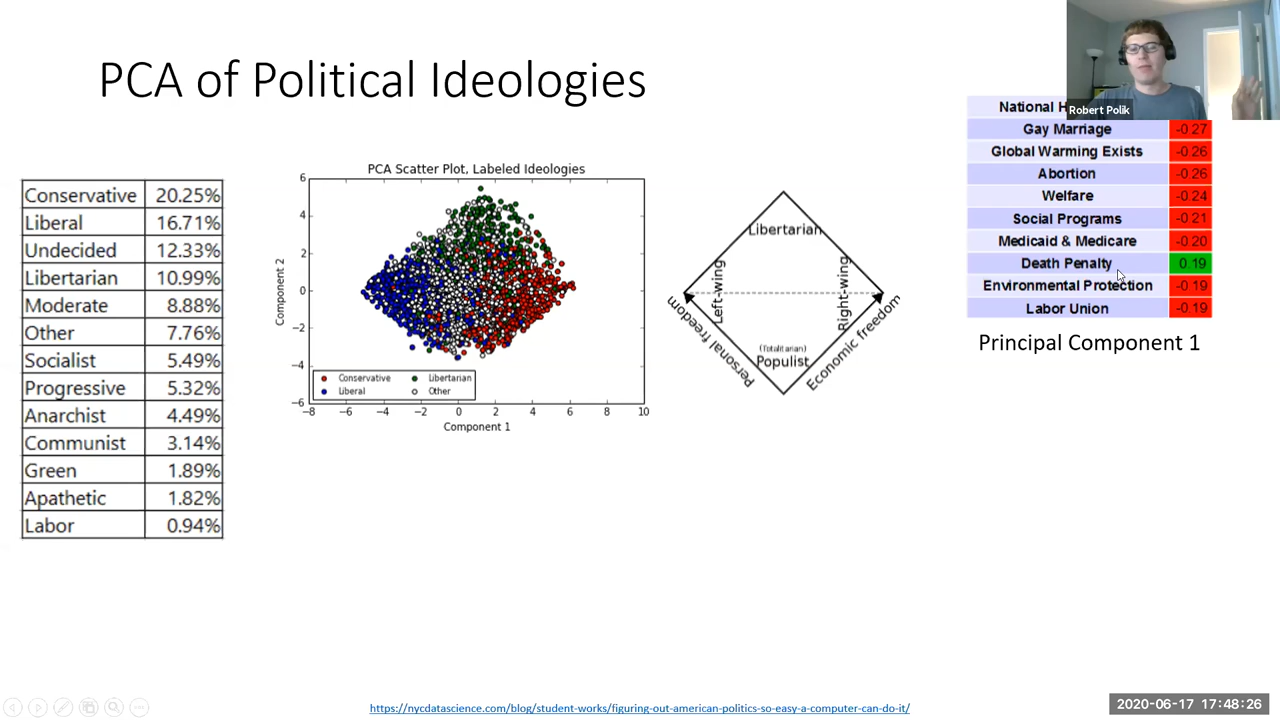 PCA of Political Ideologies
Robert Polik
National H
Gay Marriage -0.27
Global Warming Exists -0.26
Abortion -0.26
Welfare -0.24
Social Programs -0.21
Medicaid & Medicare -0.20
Death Penalty 0.19
Environmental Protection -0.19
Labor Union -0.19
Principal Component 1
Conservative 20.25%
Liberal 16.71%
Undecided 12.33%
Libertarian 10.99%
Moderate 8.88%
Other 7.76%
Socialist 5.49%
Progressive 5.32%
Anarchist 4.49%
Communist 3.14%
Green 1.89%
Apathetic 1.82%
Labor 0.94%
PCA Scatter Plot, Labeled Ideologies
6
4
2
0
−2
−4
−6
Component 2
Conservative Libertarian
Liberal Other
−8 −6 −4 −2 0 2 4 6 8 10
Component 1
Libertarian
Left-wing
Right-wing
(Totalitarian)
Populist
Personal freedom
Economic freedom
https://nycdatascience.com/blog/student-works/figuring-out-american-politics-so-easy-a-computer-can-do-it/
2020-06-17 17:48:26